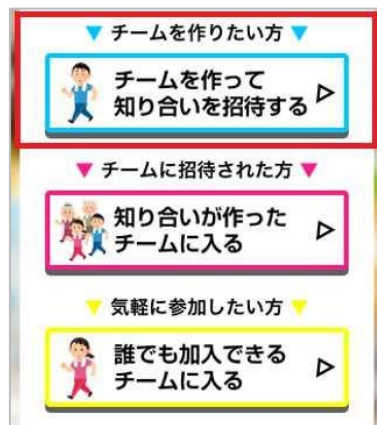 ▼ チームを作りたい方 ▼
チームを作って
知り合いを招待する ▷
▼ チームに招待された方 ▼
知り合いが作った
チームに入る ▷
▼ 気軽に参加したい方 ▼
誰でも加入できる
チームに入る ▷